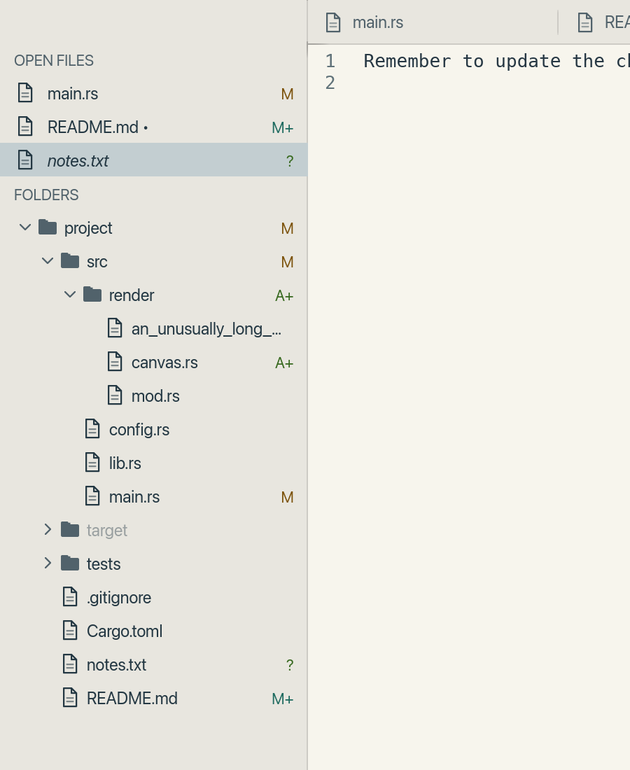 main.rs
OPEN FILES
main.rs M
README.md • M+
notes.txt ?
FOLDERS
project M
src M
render A+
an_unusually_long_...
canvas.rs A+
mod.rs
config.rs
lib.rs
main.rs M
target
tests
.gitignore
Cargo.toml
notes.txt ?
README.md M+
1 Remember to update the
2